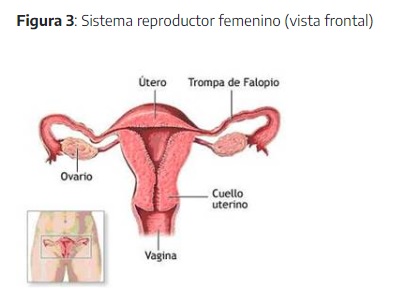 Figura 3: Sistema reproductor femenino (vista frontal)
Útero
Trompa de Falopio
Ovario
Cuello
uterino
Vagina